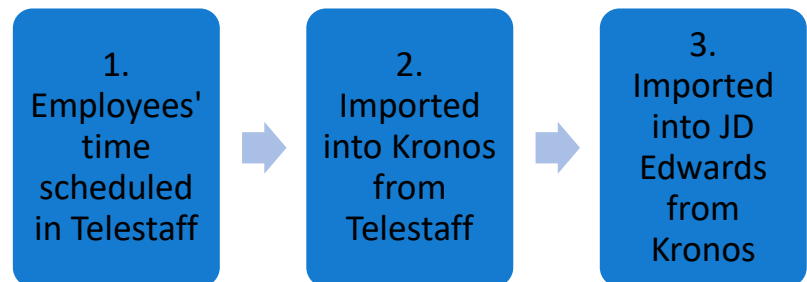 1.
Employees'
time
scheduled
in Telestaff
2.
Imported
into Kronos
from
Telestaff
3.
Imported
into JD
Edwards
from
Kronos